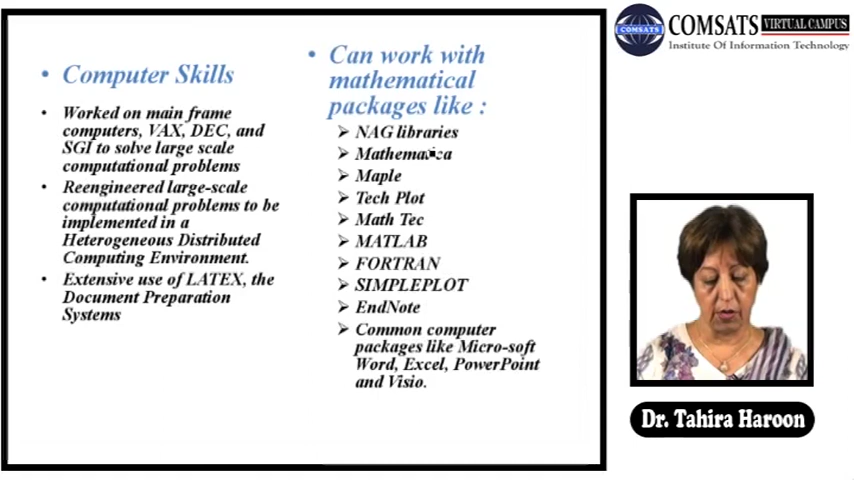 Computer Skills
Worked on main frame
computers, VAX, DEC, and
SGI to solve large scale
computational problems
Reengineered large-scale
computational problems to be
implemented in a
Heterogeneous Distributed
Computing Environment.
Extensive use of LATEX, the
Document Preparation
Systems
Can work with
mathematical
packages like :
NAG libraries
Mathematica
Maple
Tech Plot
Math Tec
MATLAB
FORTRAN
SIMPLEPLOT
EndNote
Common computer
packages like Micro-soft
Word, Excel, PowerPoint
and Visio.
COMSATS
COMSATS VIRTUAL CAMPUS
Institute Of Information Technology
Dr. Tahira Haroon